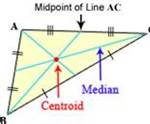 Midpoint of Line AC
A
C
Median
Centroid
B